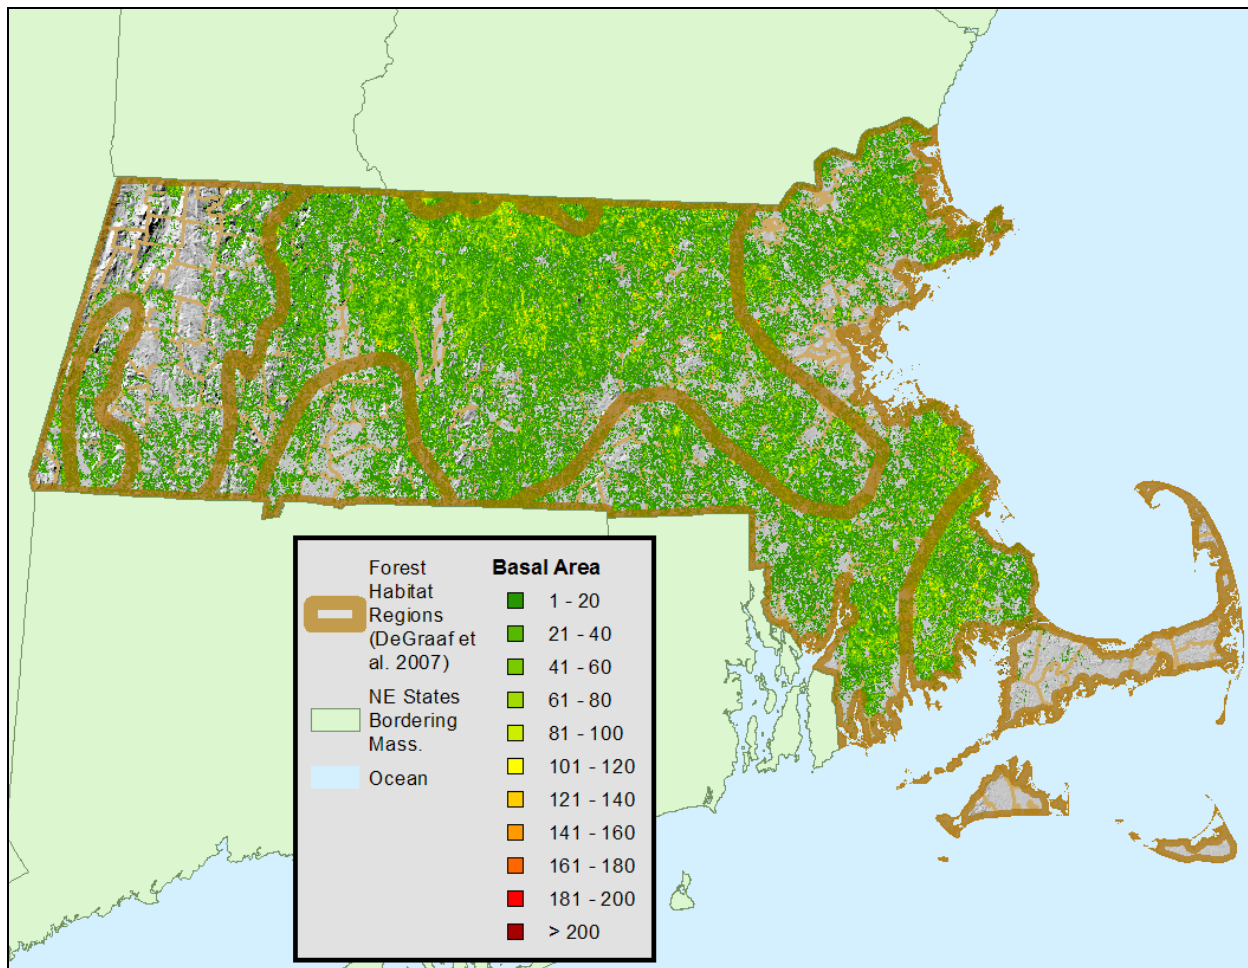 Forest
Habitat
Regions
(DeGraaf et
al. 2007)
NE States
Bordering
Mass.
Ocean
Basal Area
1 - 20
21 - 40
41 - 60
61 - 80
81 - 100
101 - 120
121 - 140
141 - 160
161 - 180
181 - 200
> 200